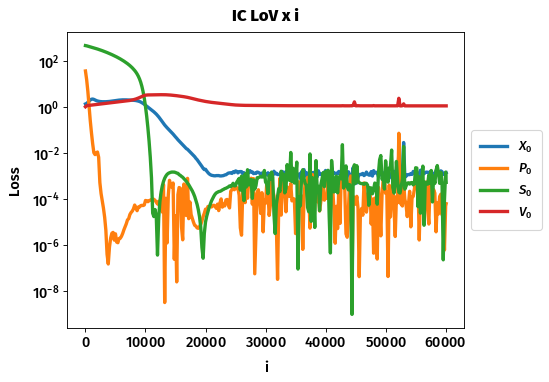 IC LoV x i
10²
10⁰
10⁻²
10⁻⁴
10⁻⁶
10⁻⁸
Loss
0 10000 20000 30000 40000 50000 60000
i
X₀
P₀
S₀
V₀